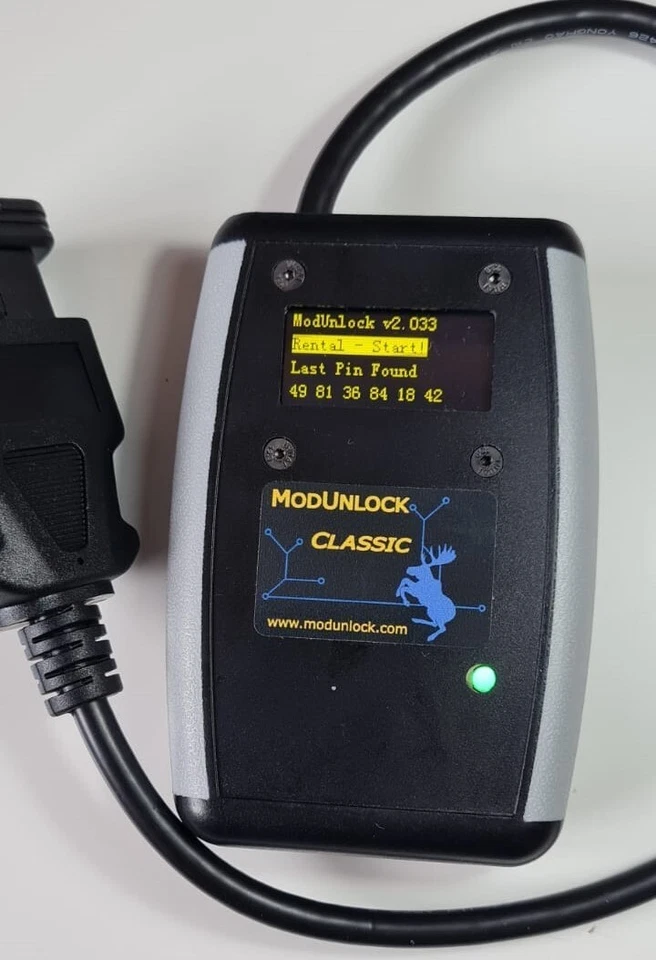 ModUnlock v2.033
Rental - Start!
Last Pin Found
49 81 36 84 18 42
MODUNLOCK
CLASSIC
www.modunlock.com